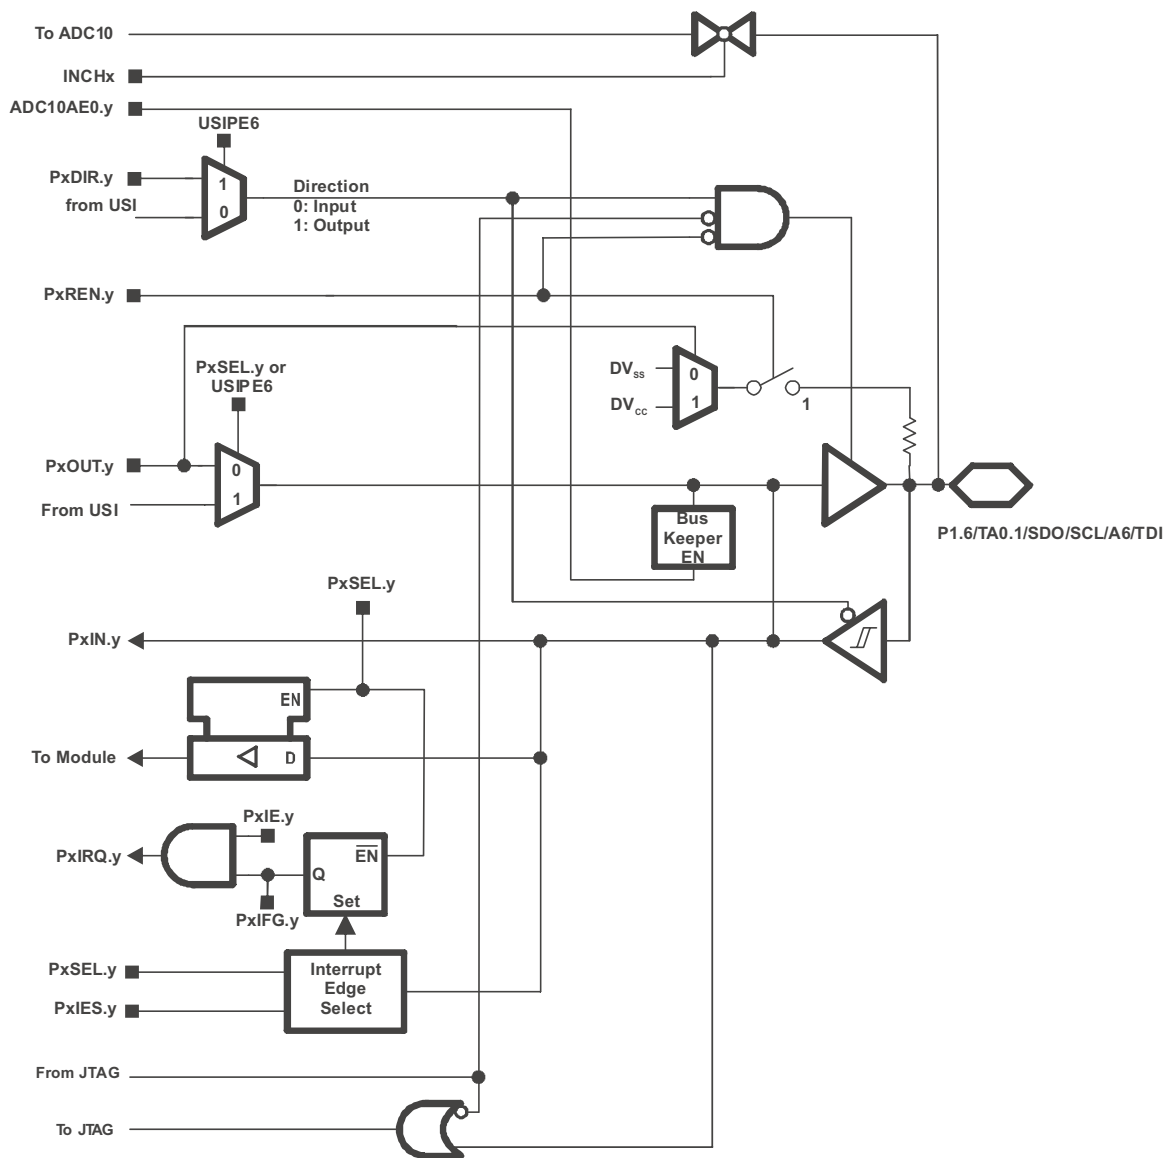 To ADC10
INCHx
ADC10AE0.y
USIPE6
PxDIR.y
1
from USI
0
Direction
0: Input
1: Output
PxREN.y
PxSEL.y or
USIPE6
DVSS
0
DVCC
1
1
PxOUT.y
0
From USI
1
Bus
Keeper
EN
P1.6/TA0.1/SDO/SCL/A6/TDI
PxSEL.y
PxIN.y
EN
To Module
D
PxIE.y
PxIRQ.y
EN
Q
Set
PxIFG.y
PxSEL.y
Interrupt
Edge
Select
PxIES.y
From JTAG
To JTAG